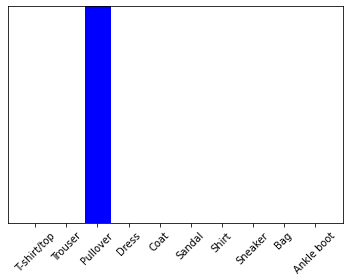 T-shirt/top
Trouser
Pullover
Dress
Coat
Sandal
Shirt
Sneaker
Bag
Ankle boot